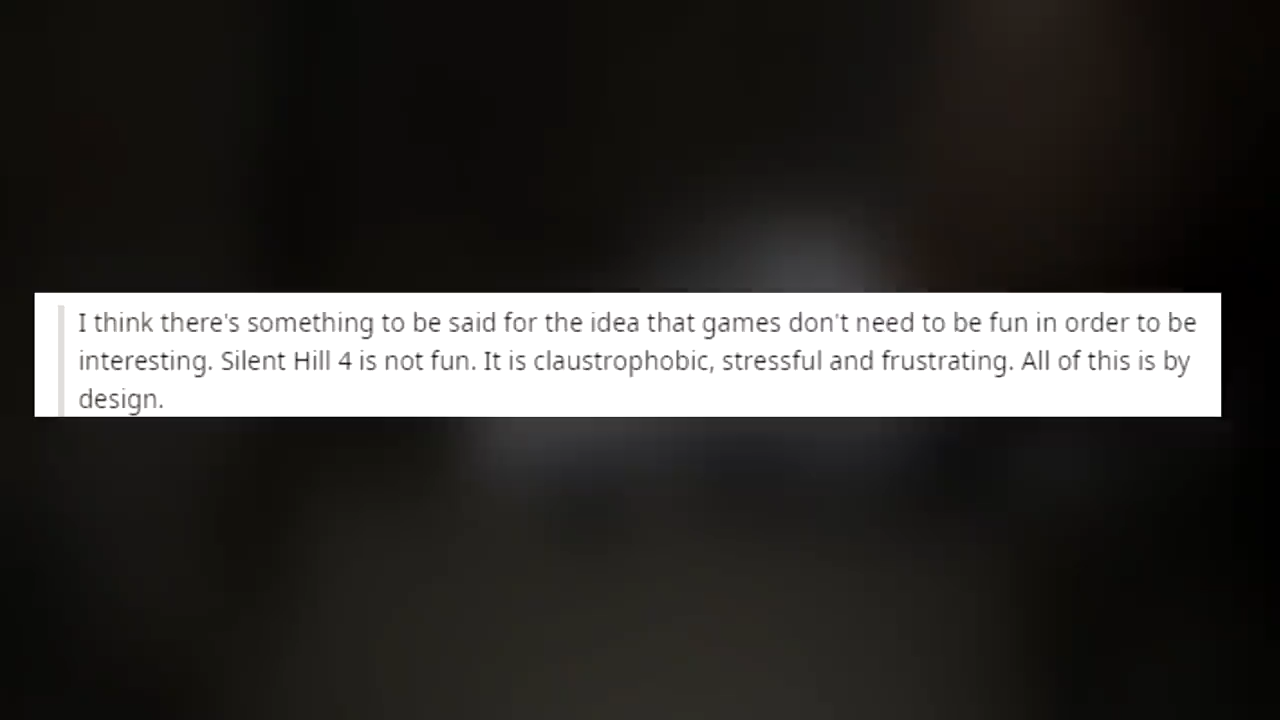 I think there's something to be said for the idea that games don't need to be fun in order to be
interesting. Silent Hill 4 is not fun. It is claustrophobic, stressful and frustrating. All of this is by
design.